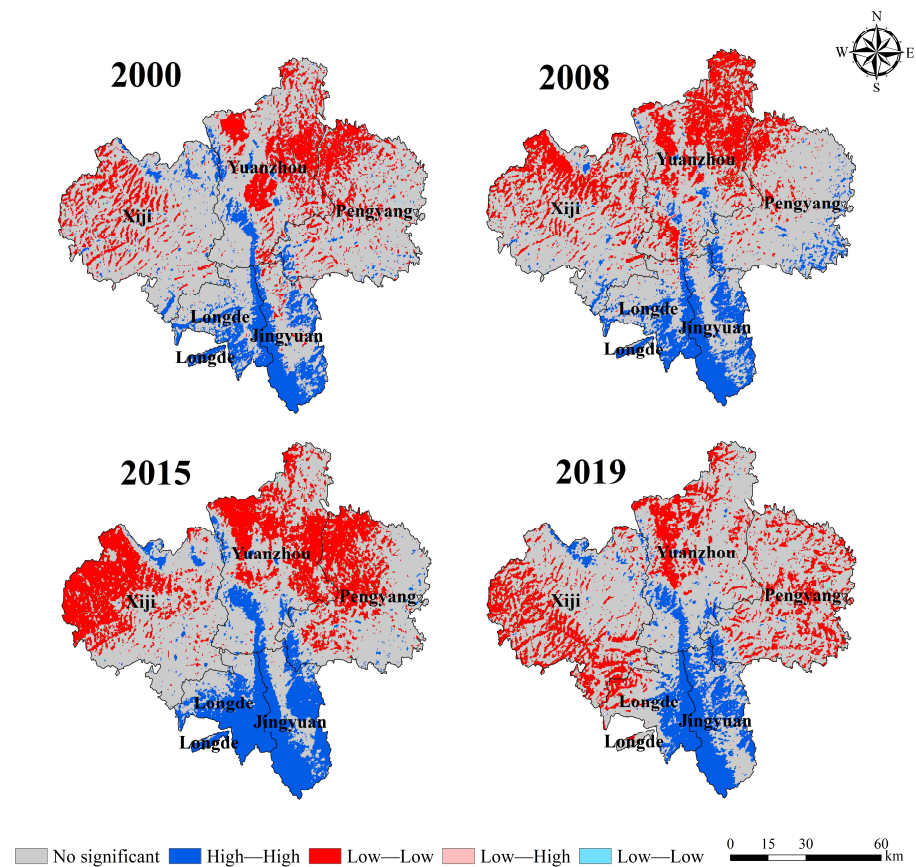 N
W E
S
2000
Yuanzhou
Xiji
Pengyang
Longde
Jingyuan
Longde
2008
Yuanzhou
Xiji
Pengyang
Longde
Jingyuan
Longde
2015
Yuanzhou
Xiji
Pengyang
Longde
Jingyuan
Longde
2019
Yuanzhou
Xiji
Pengyang
Longde
Jingyuan
Longde
No significant High—High Low—Low Low—High Low—Low
0 15 30 60
km